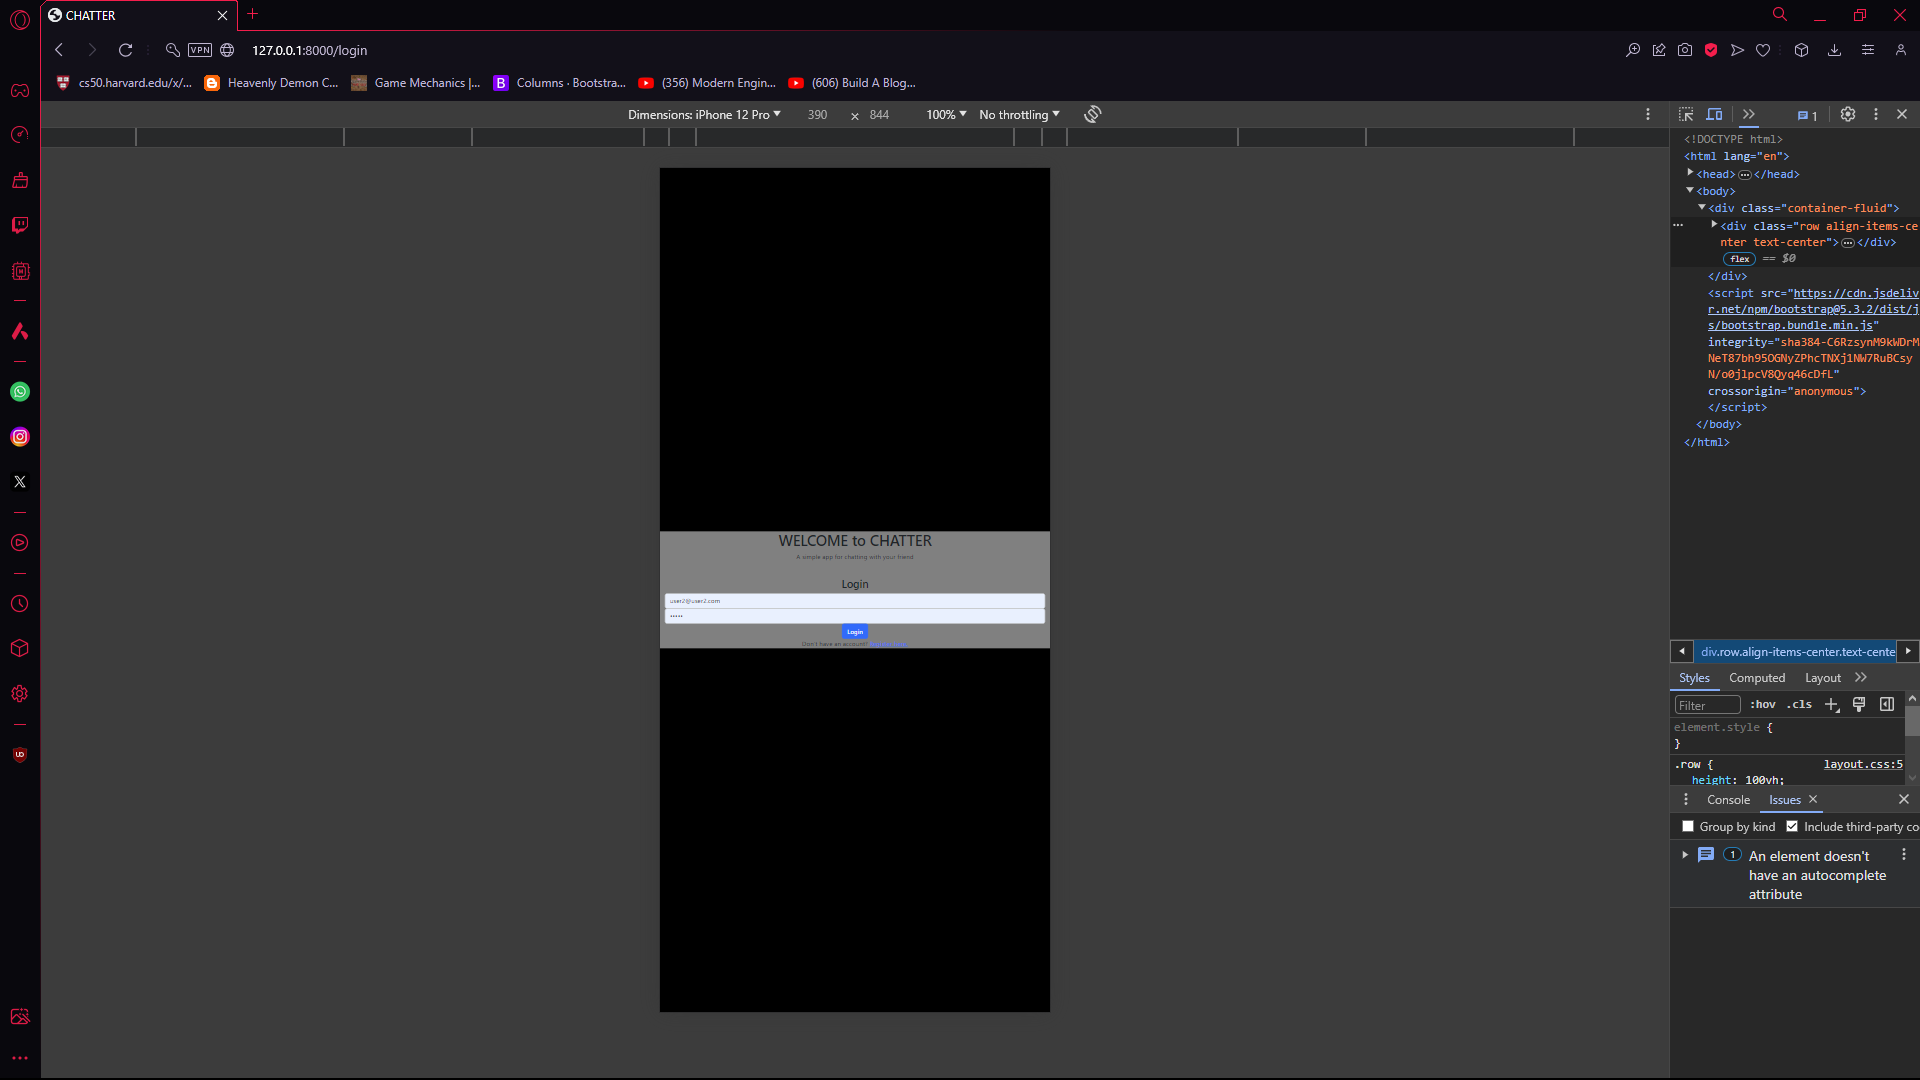 CHATTER
VPN
127.0.0.1:8000/login
cs50.harvard.edu/x/...
Heavenly Demon C...
Game Mechanics |...
B
Columns · Bootstra...
(356) Modern Engin...
(606) Build A Blog...
Dimensions: iPhone 12 Pro
390
×
844
100%
No throttling
1
<!DOCTYPE html>
<html lang="en">
<head>…</head>
<body>
<div class="container-fluid">
<div class="row align-items-ce
nter text-center">…</div>
flex == $0
</div>
<script src="https://cdn.jsdeliv
r.net/npm/bootstrap@5.3.2/dist/j
s/bootstrap.bundle.min.js"
integrity="sha384-C6RzsynM9kWDrM
NeT87bh95OGNyZPhcTNXj1NW7RuBCsy
N/o0jlpcV8Qyq46cDfL"
crossorigin="anonymous">
</script>
</body>
</html>
WELCOME to CHATTER
A simple app for chatting with your friend
Login
user2@user2.com
•••••
Login
Don't have an account?
div.row.align-items-center.text-cente
Styles
Computed
Layout
Filter
:hov
.cls
element.style {
}
.row {
layout.css:5
height: 100vh;
Console
Issues
Group by kind
Include third-party co
1
An element doesn't
have an autocomplete
attribute